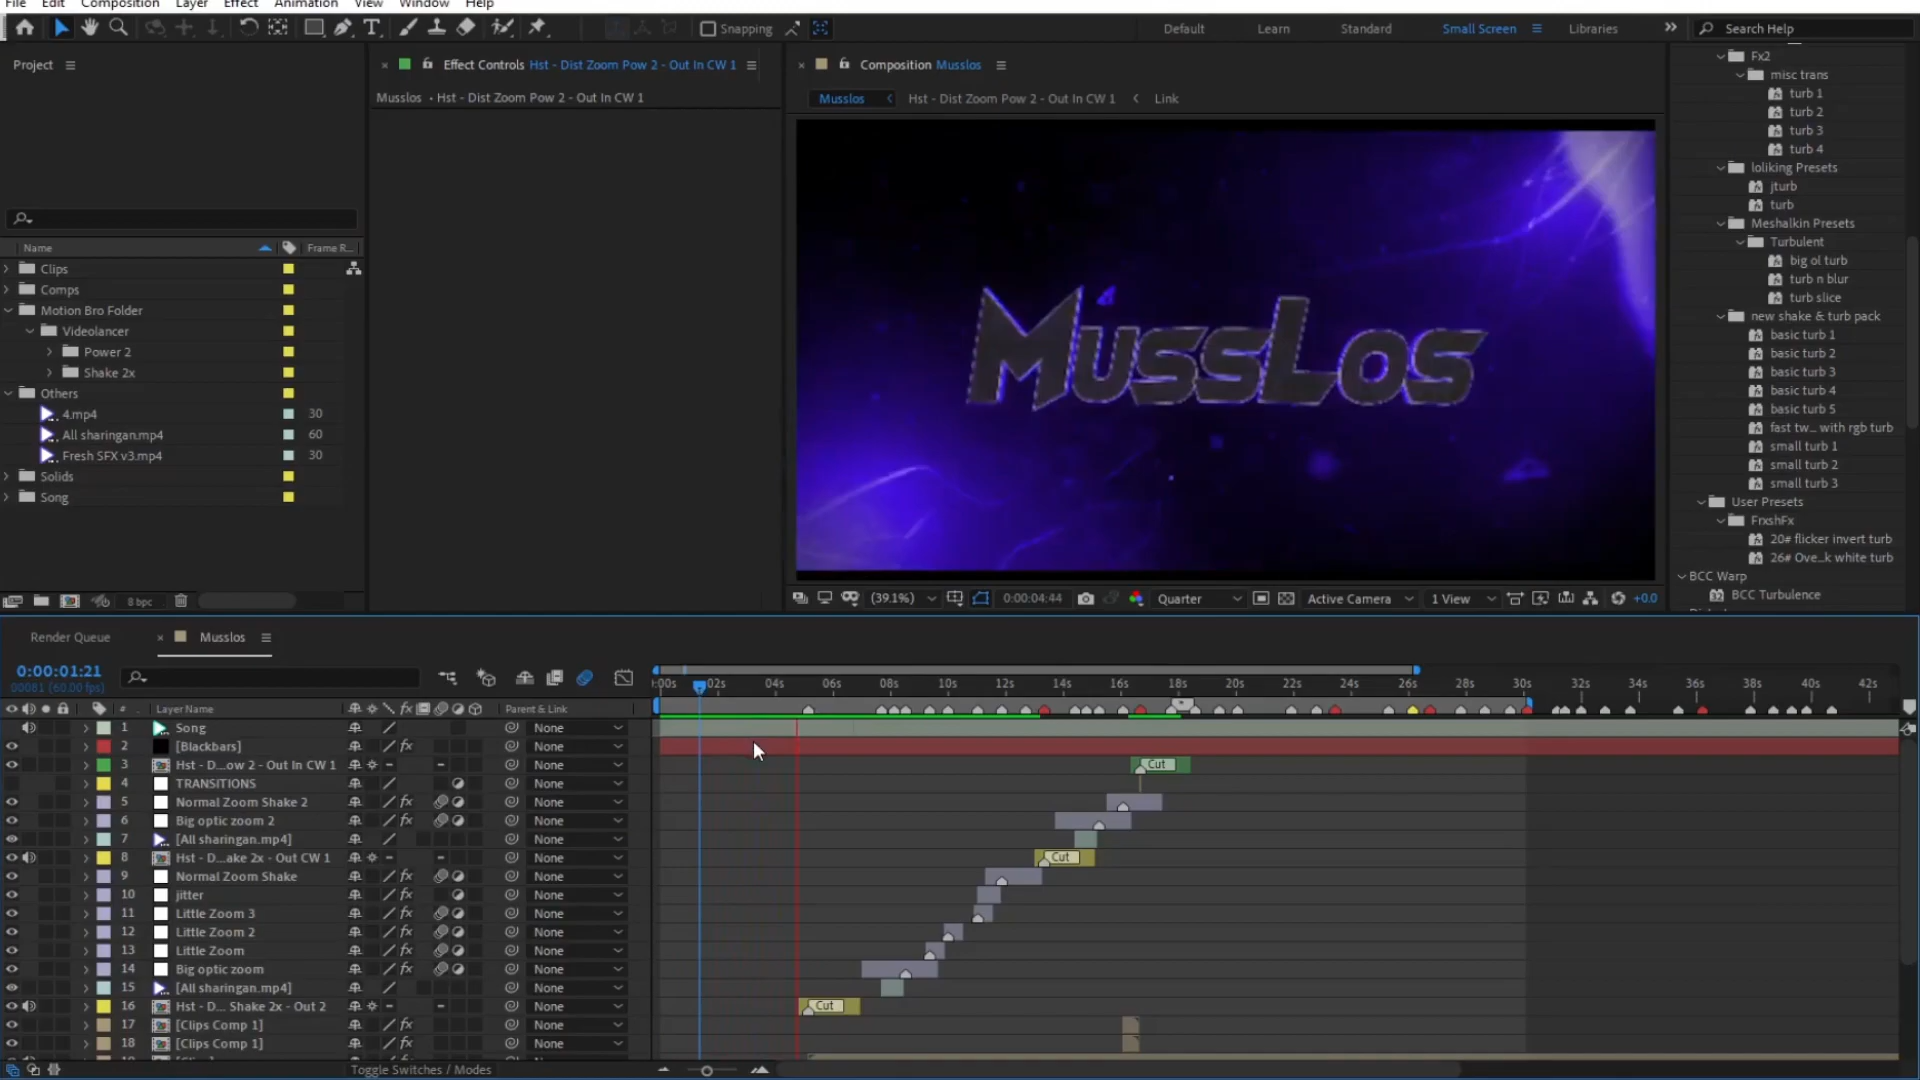 File Edit Composition Layer Effect Animation View Window Help
Snapping Default Learn Standard Small Screen Libraries Search Help
Project
Effect Controls Hst - Dist Zoom Pow 2 - Out In CW 1
Musslos • Hst - Dist Zoom Pow 2 - Out In CW 1
Composition Musslos
Musslos Hst - Dist Zoom Pow 2 - Out In CW 1 Link
MussLos
Name Frame R...
Clips
Comps
Motion Bro Folder
Videolancer
Power 2
Shake 2x
Others
4.mp4 30
All sharingan.mp4 60
Fresh SFX v3.mp4 30
Solids
Song
8 bpc
(39.1%) 0:00:04:44 Quarter Active Camera 1 View +0.0
Fx2
misc trans
turb 1
turb 2
turb 3
turb 4
loliking Presets
jturb
turb
Meshalkin Presets
Turbulent
big ol turb
turb n blur
turb slice
new shake & turb pack
basic turb 1
basic turb 2
basic turb 3
basic turb 4
basic turb 5
fast tw... with rgb turb
small turb 1
small turb 2
small turb 3
User Presets
FrxshFx
20# flicker invert turb
26# Ove...k white turb
BCC Warp
BCC Turbulence
Render Queue Musslos
0:00:01:21
00081 (60.00 fps)
:00s 02s 04s 06s 08s 10s 12s 14s 16s 18s 20s 22s 24s 26s 28s 30s 32s 34s 36s 38s 40s 42s
# Layer Name Parent & Link
1 Song None
2 [Blackbars] None
3 Hst - D...ow 2 - Out In CW 1 None Cut
4 TRANSITIONS None
5 Normal Zoom Shake 2 None
6 Big optic zoom 2 None
7 [All sharingan.mp4] None
8 Hst - D...ake 2x - Out CW 1 None Cut
9 Normal Zoom Shake None
10 jitter None
11 Little Zoom 3 None
12 Little Zoom 2 None
13 Little Zoom None
14 Big optic zoom None
15 [All sharingan.mp4] None
16 Hst - D... Shake 2x - Out 2 None Cut
17 [Clips Comp 1] None
18 [Clips Comp 1] None
Toggle Switches / Modes